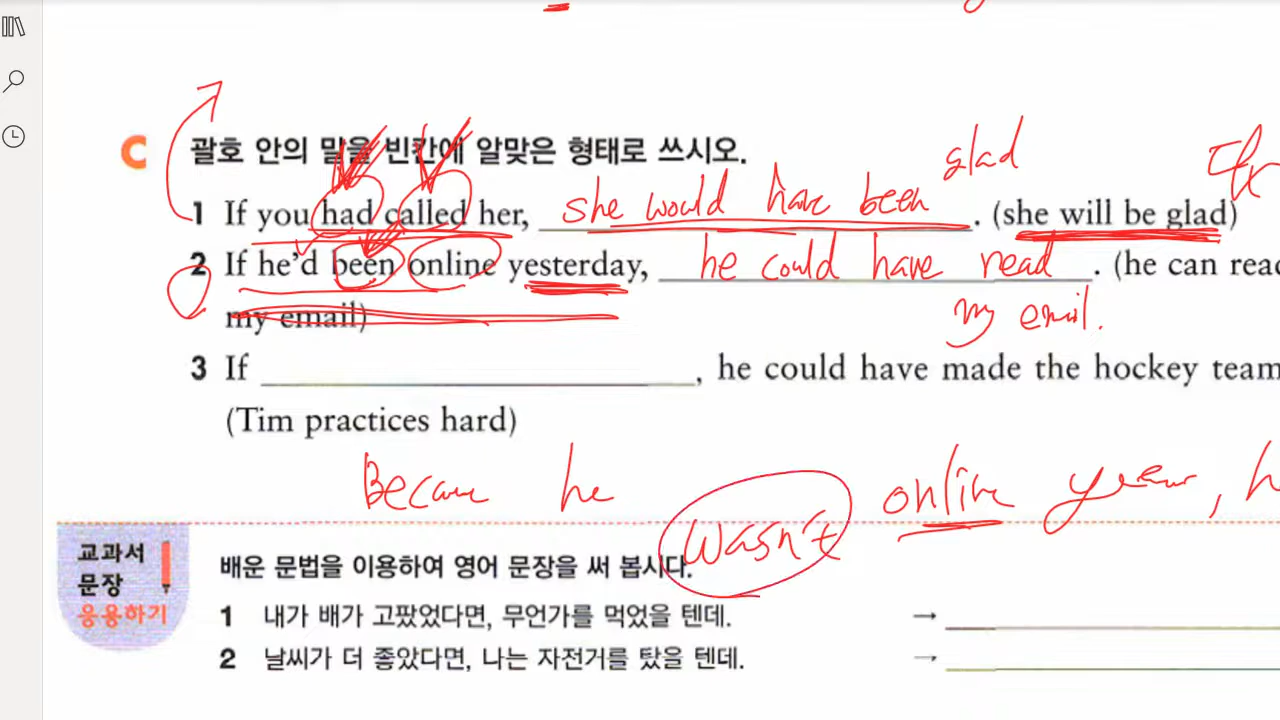 C 괄호 안의 말을 빈칸에 알맞은 형태로 쓰시오.
glad
1 If you had called her, she would have been . (she will be glad)
2 If he'd been online yesterday, he could have read . (he can read
my email)
my email.
3 If , he could have made the hockey team
(Tim practices hard)
he wasn't online
교과서
문장
응용하기
배운 문법을 이용하여 영어 문장을 써 봅시다.
1 내가 배가 고팠었다면, 무언가를 먹었을 텐데. →
2 날씨가 더 좋았다면, 나는 자전거를 탔을 텐데. →